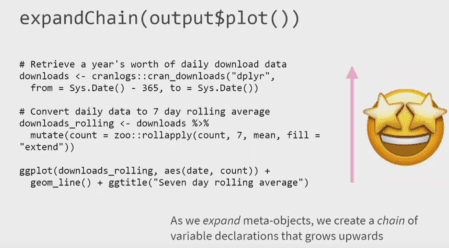 expandChain(output$plot())
# Retrieve a year's worth of daily download data
downloads <- cranlogs::cran_downloads("dplyr",
from = Sys.Date() - 365, to = Sys.Date())
# Convert daily data to 7 day rolling average
downloads_rolling <- downloads %>%
mutate(count = zoo::rollapply(count, 7, mean, fill =
"extend"))
ggplot(downloads_rolling, aes(date, count)) +
geom_line() + ggtitle("Seven day rolling average")
As we expand meta-objects, we create a chain of
variable declarations that grows upwards